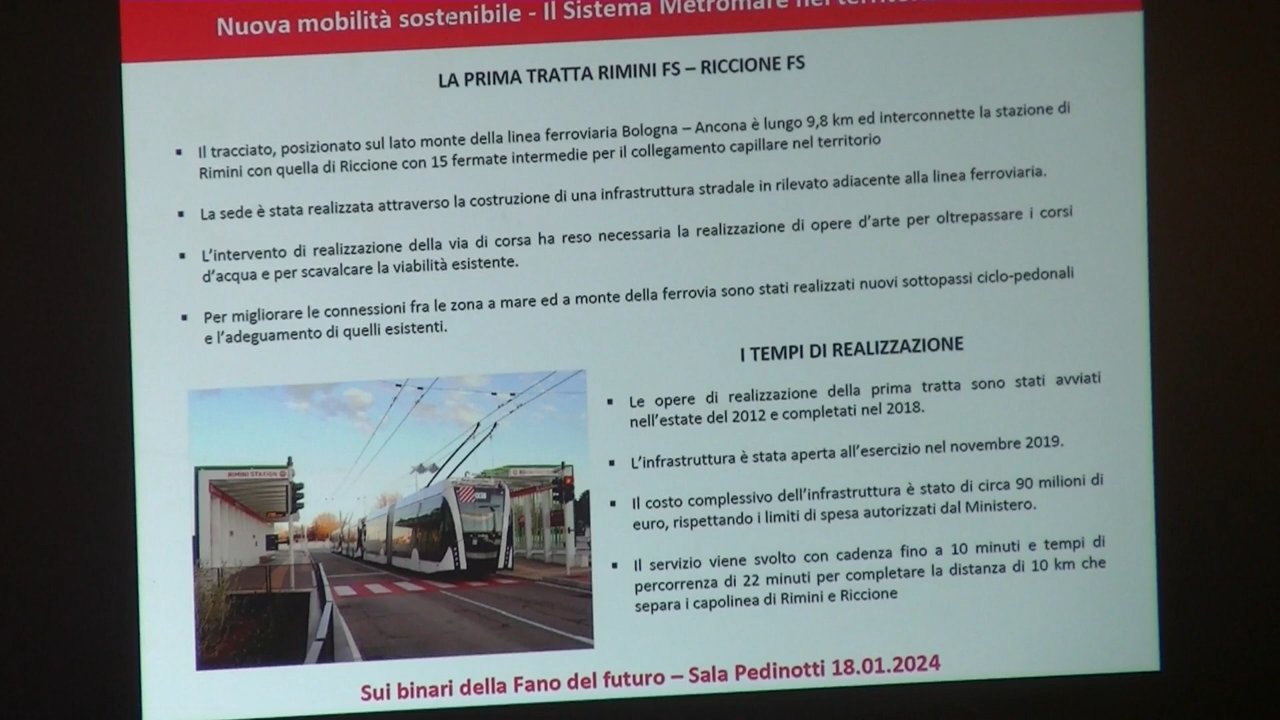 Nuova mobilità sostenibile - Il Sistema Metromare nel
LA PRIMA TRATTA RIMINI FS – RICCIONE FS
▪ Il tracciato, posizionato sul lato monte della linea ferroviaria Bologna – Ancona è lungo 9,8 km ed interconnette la stazione di
Rimini con quella di Riccione con 15 fermate intermedie per il collegamento capillare nel territorio
▪ La sede è stata realizzata attraverso la costruzione di una infrastruttura stradale in rilevato adiacente alla linea ferroviaria.
▪ L'intervento di realizzazione della via di corsa ha reso necessaria la realizzazione di opere d'arte per oltrepassare i corsi
d'acqua e per scavalcare la viabilità esistente.
▪ Per migliorare le connessioni fra le zona a mare ed a monte della ferrovia sono stati realizzati nuovi sottopassi ciclo-pedonali
e l'adeguamento di quelli esistenti.
I TEMPI DI REALIZZAZIONE
▪ Le opere di realizzazione della prima tratta sono stati avviati
nell'estate del 2012 e completati nel 2018.
▪ L'infrastruttura è stata aperta all'esercizio nel novembre 2019.
▪ Il costo complessivo dell'infrastruttura è stato di circa 90 milioni di
euro, rispettando i limiti di spesa autorizzati dal Ministero.
▪ Il servizio viene svolto con cadenza fino a 10 minuti e tempi di
percorrenza di 22 minuti per completare la distanza di 10 km che
separa i capolinea di Rimini e Riccione
RIMINI STATION
Sui binari della Fano del futuro – Sala Pedinotti 18.01.2024